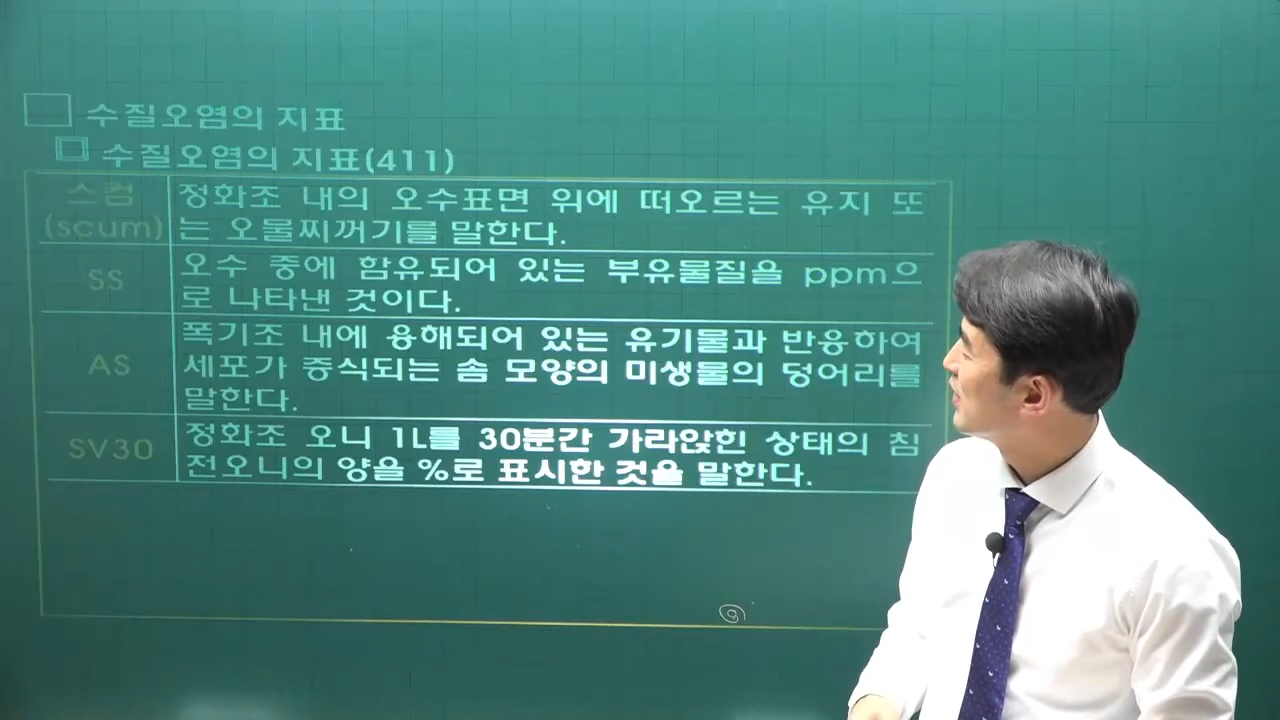 수질오염의 지표
수질오염의 지표(411)
스컴
(scum)
정화조 내의 오수표면 위에 떠오르는 유지 또
는 오물찌꺼기를 말한다.
SS
오수 중에 함유되어 있는 부유물질을 ppm으
로 나타낸 것이다.
AS
폭기조 내에 용해되어 있는 유기물과 반응하여
세포가 증식되는 솜 모양의 미생물의 덩어리를
말한다.
SV30
정화조 오니 1L를 30분간 가라앉힌 상태의 침
전오니의 양을 %로 표시한 것을 말한다.